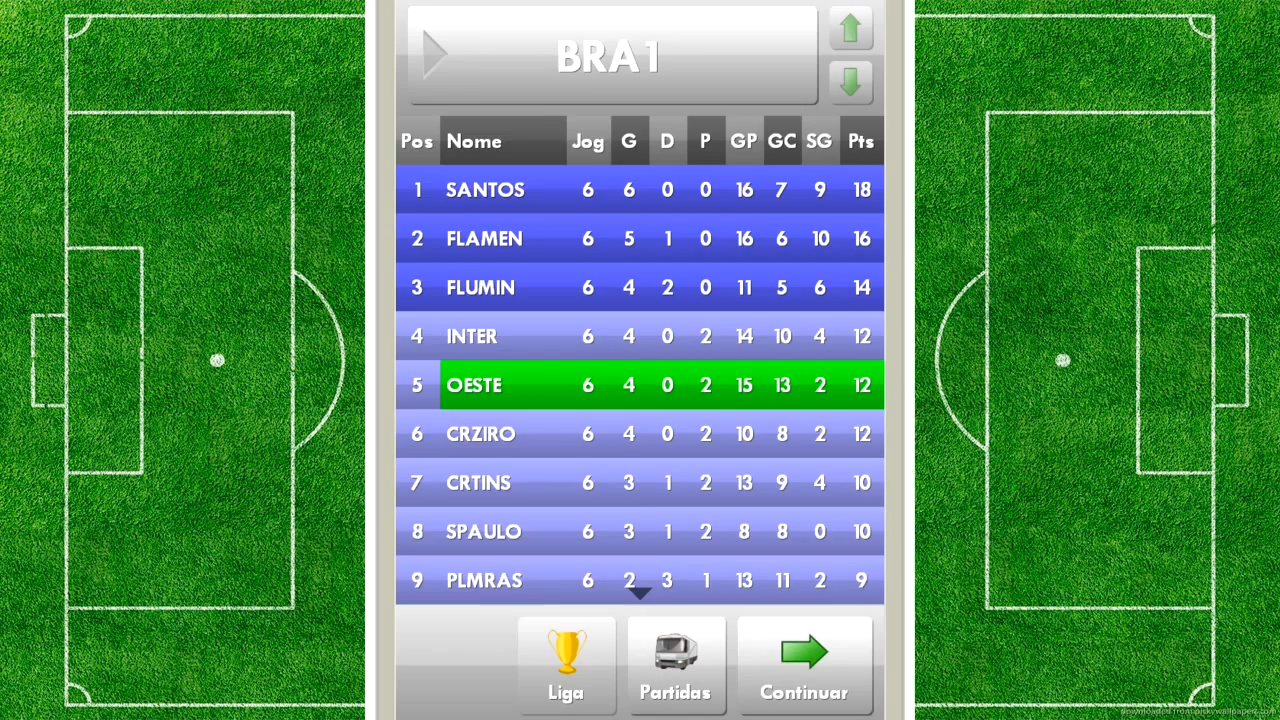 BRA1
Pos Nome Jog G D P GP GC SG Pts
1 SANTOS 6 6 0 0 16 7 9 18
2 FLAMEN 6 5 1 0 16 6 10 16
3 FLUMIN 6 4 2 0 11 5 6 14
4 INTER 6 4 0 2 14 10 4 12
5 OESTE 6 4 0 2 15 13 2 12
6 CRZIRO 6 4 0 2 10 8 2 12
7 CRTINS 6 3 1 2 13 9 4 10
8 SPAULO 6 3 1 2 8 8 0 10
9 PLMRAS 6 2 3 1 13 11 2 9
Liga Partidas Continuar
downloaded from pickywallpapers.com